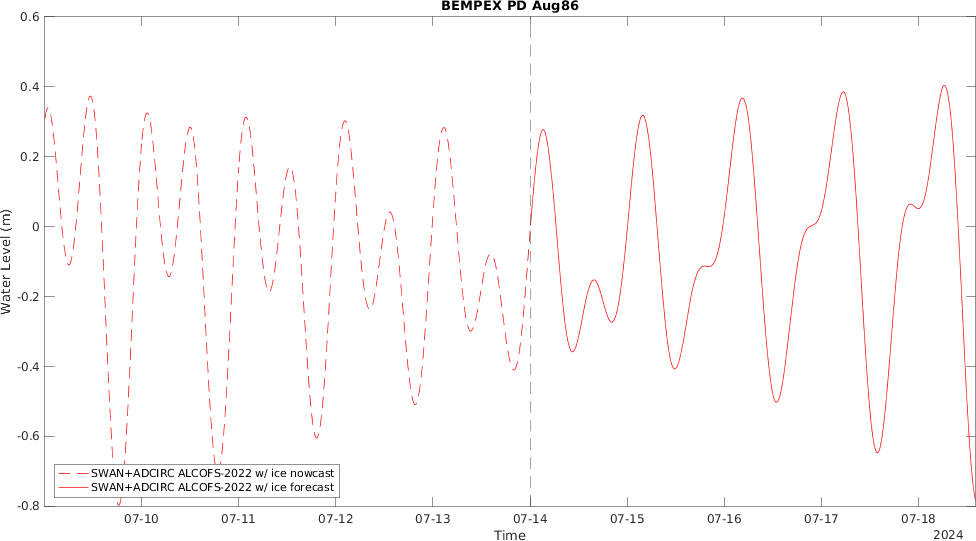 BEMPEX PD Aug86
0.6
0.4
0.2
0
-0.2
-0.4
-0.6
-0.8
Water Level (m)
SWAN+ADCIRC ALCOFS-2022 w/ ice nowcast
SWAN+ADCIRC ALCOFS-2022 w/ ice forecast
07-10 07-11 07-12 07-13 07-14 07-15 07-16 07-17 07-18
Time
2024